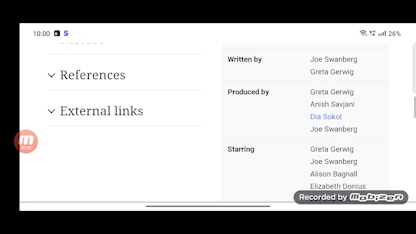 10:00 S 26%
References
External links
Written by Joe Swanberg
Greta Gerwig
Produced by Greta Gerwig
Anish Savjani
Dia Sokol
Joe Swanberg
Starring Greta Gerwig
Joe Swanberg
Alison Bagnall
Elizabeth Donius
Recorded by MOBIZEN